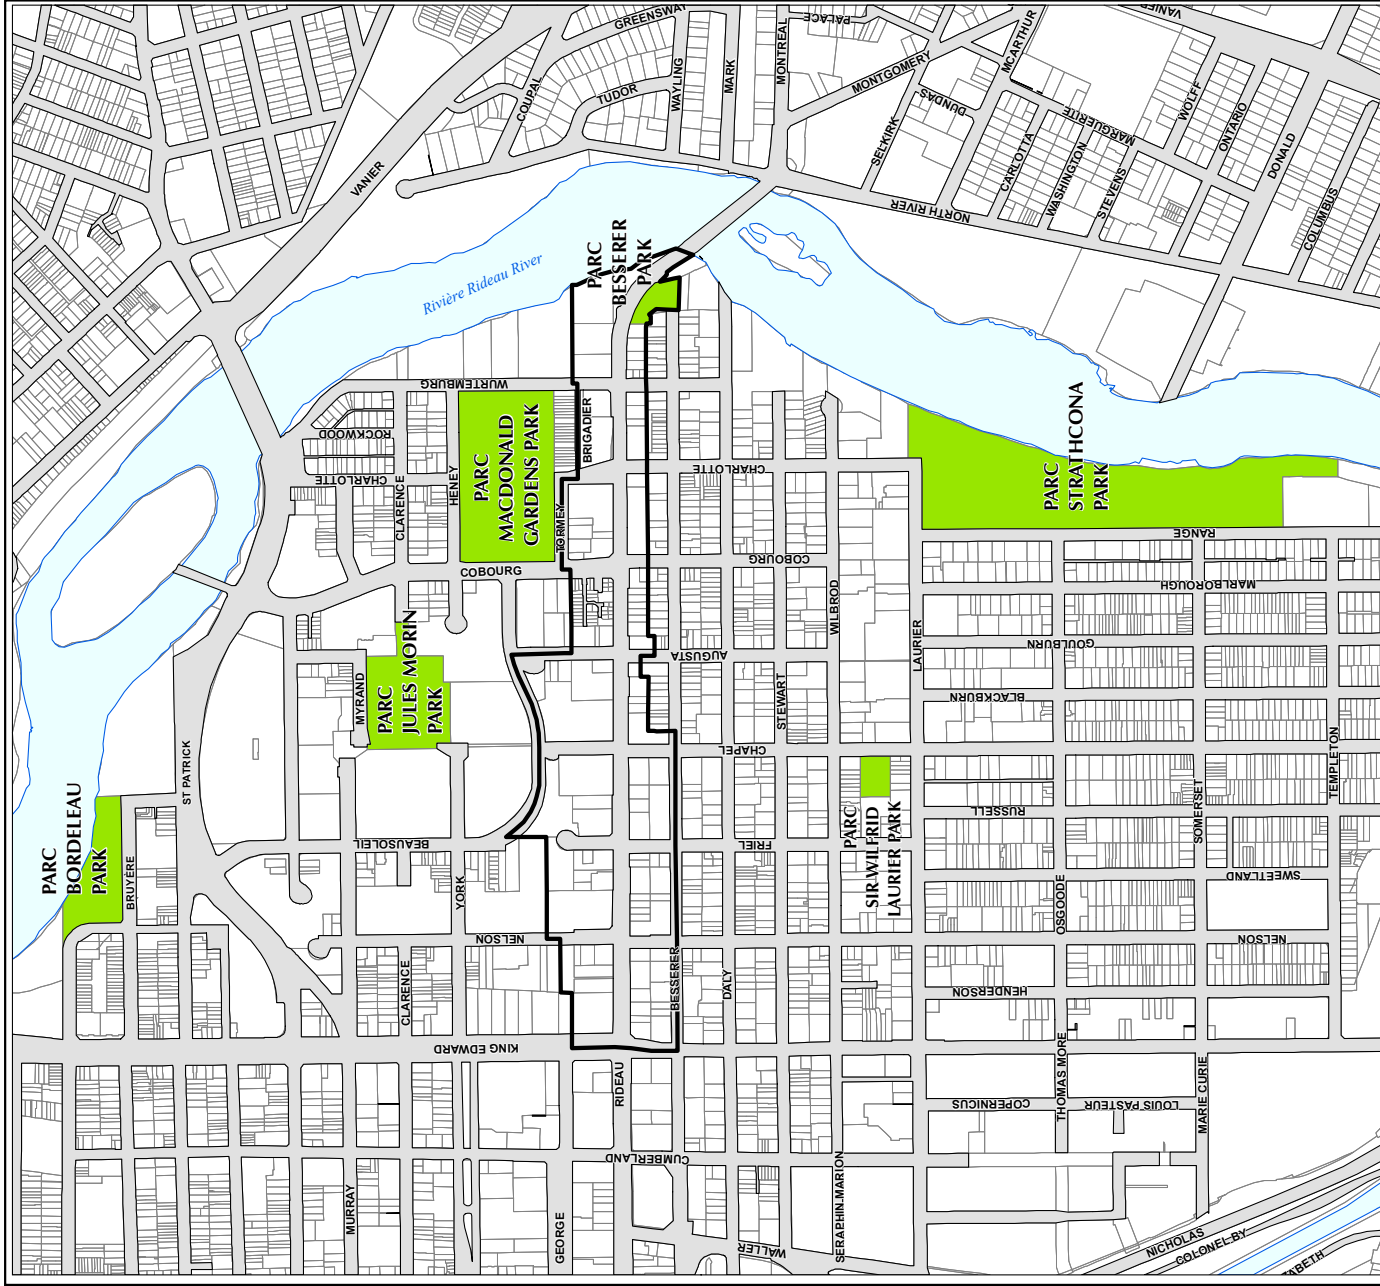 GREENSWAY
PALACE
VANIER
COUPAL
TUDOR
WAYLING
MARK
MONTREAL
MONTGOMERY
MCARTHUR
DUNDAS
SELKIRK
MARGUERITE
WOLFF
ONTARIO
DONALD
CARLOTTA
WASHINGTON
STEVENS
COLUMBUS
NORTH RIVER
VANIER
Rivière Rideau River
PARC
BESSERER
PARK
WURTEMBURG
ROCKWOOD
CHARLOTTE
CLARENCE
HENEY
PARC
MACDONALD
GARDENS PARK
BRIGADIER
TORMEY
COBOURG
CHARLOTTE
COBOURG
WILBROD
LAURIER
PARC
STRATHCONA
PARK
RANGE
MARLBOROUGH
GOULBURN
BLACKBURN
AUGUSTA
STEWART
CHAPEL
PARC
JULES MORIN
PARK
MYRAND
ST PATRICK
PARC
BORDELEAU
PARK
BRUYÈRE
BEAUSOLEIL
YORK
FRIEL
PARC
SIR-WILFRID
LAURIER PARK
RUSSELL
SOMERSET
TEMPLETON
SWEETLAND
OSGOODE
NELSON
NELSON
CLARENCE
BESSERER
DALY
HENDERSON
KING EDWARD
RIDEAU
THOMAS MORE
COPERNICUS
LOUIS PASTEUR
MARIE CURIE
CUMBERLAND
MURRAY
GEORGE
WALLER
SERAPHIN-MARION
NICHOLAS
COLONEL BY
ZABETH